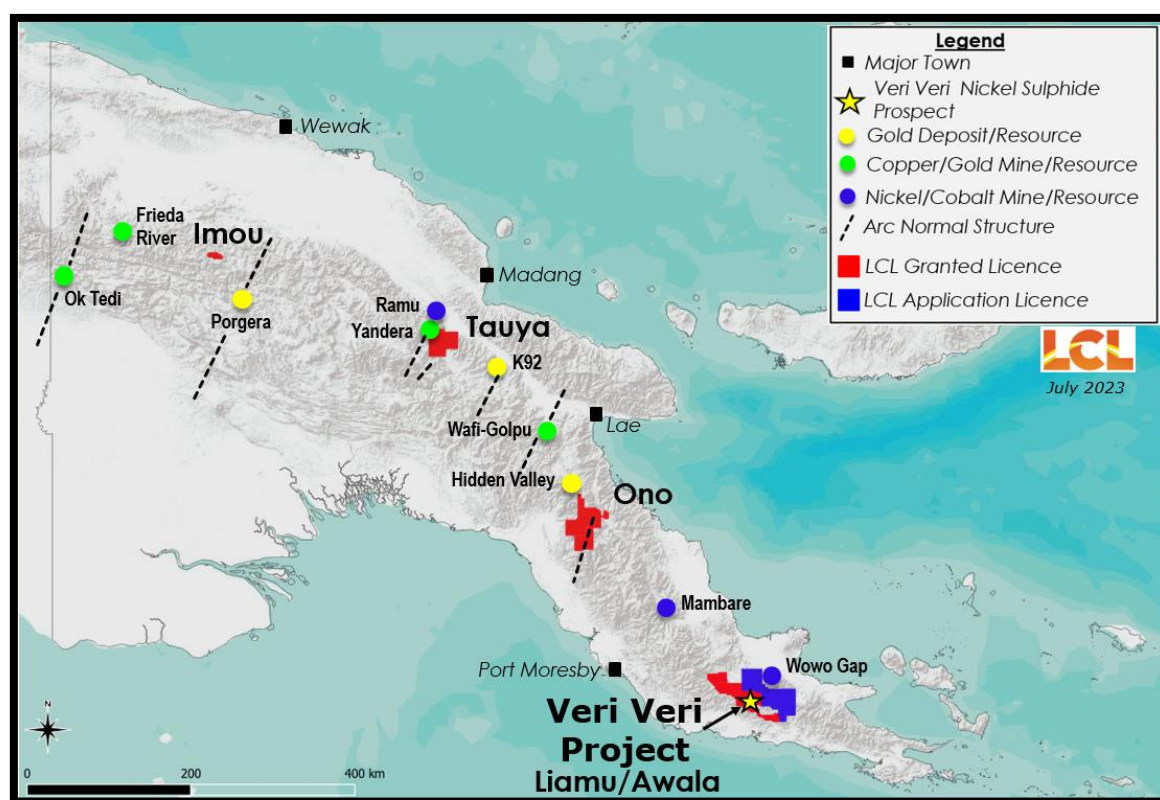 Legend
Major Town
Veri Veri Nickel Sulphide
Prospect
Gold Deposit/Resource
Copper/Gold Mine/Resource
Nickel/Cobalt Mine/Resource
Arc Normal Structure
LCL Granted Licence
LCL Application Licence
LCL
July 2023
Wewak
Frieda
River
Imou
Ok Tedi
Porgera
Madang
Ramu
Yandera
Tauya
K92
Lae
Wafi-Golpu
Hidden Valley
Ono
Mambare
Port Moresby
Wowo Gap
Veri Veri
Project
Liamu/Awala
N
0 200 400 km